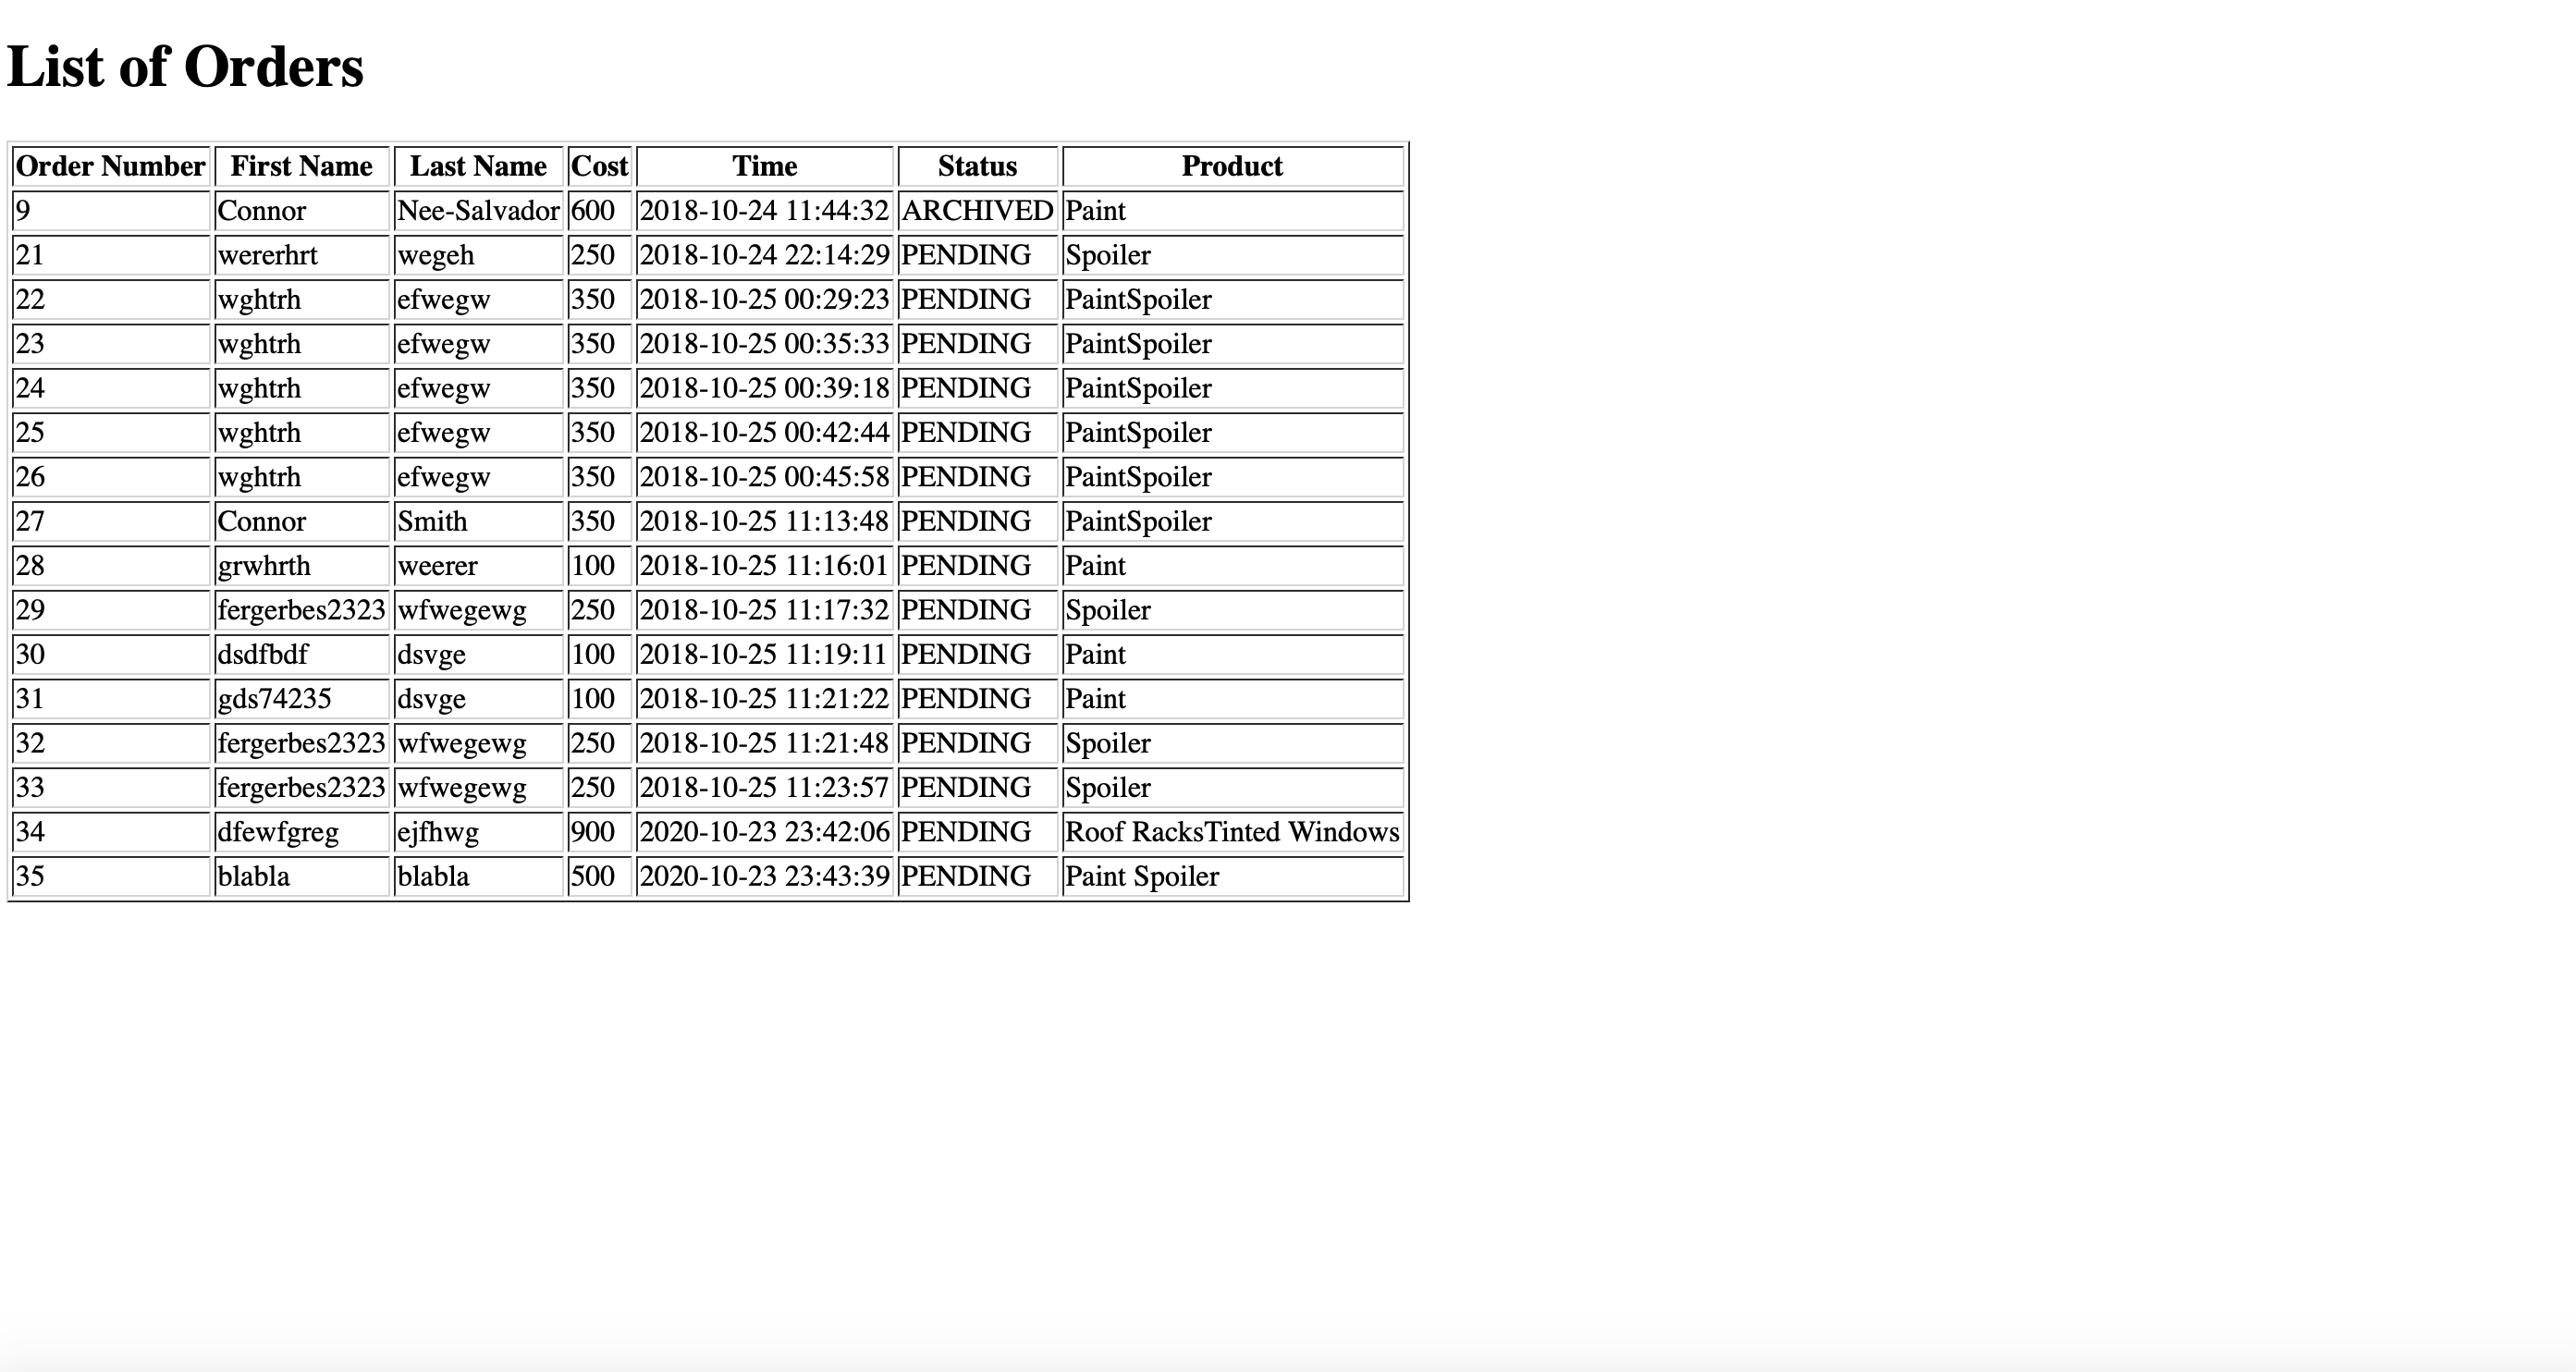 List of Orders
Order Number First Name Last Name Cost Time Status Product
9 Connor Nee-Salvador 600 2018-10-24 11:44:32 ARCHIVED Paint
21 wererhrt wegeh 250 2018-10-24 22:14:29 PENDING Spoiler
22 wghtrh efwegw 350 2018-10-25 00:29:23 PENDING PaintSpoiler
23 wghtrh efwegw 350 2018-10-25 00:35:33 PENDING PaintSpoiler
24 wghtrh efwegw 350 2018-10-25 00:39:18 PENDING PaintSpoiler
25 wghtrh efwegw 350 2018-10-25 00:42:44 PENDING PaintSpoiler
26 wghtrh efwegw 350 2018-10-25 00:45:58 PENDING PaintSpoiler
27 Connor Smith 350 2018-10-25 11:13:48 PENDING PaintSpoiler
28 grwhrth weerer 100 2018-10-25 11:16:01 PENDING Paint
29 fergerbes2323 wfwegewg 250 2018-10-25 11:17:32 PENDING Spoiler
30 dsdfbdf dsvge 100 2018-10-25 11:19:11 PENDING Paint
31 gds74235 dsvge 100 2018-10-25 11:21:22 PENDING Paint
32 fergerbes2323 wfwegewg 250 2018-10-25 11:21:48 PENDING Spoiler
33 fergerbes2323 wfwegewg 250 2018-10-25 11:23:57 PENDING Spoiler
34 dfewfgreg ejfhwg 900 2020-10-23 23:42:06 PENDING Roof RacksTinted Windows
35 blabla blabla 500 2020-10-23 23:43:39 PENDING Paint Spoiler